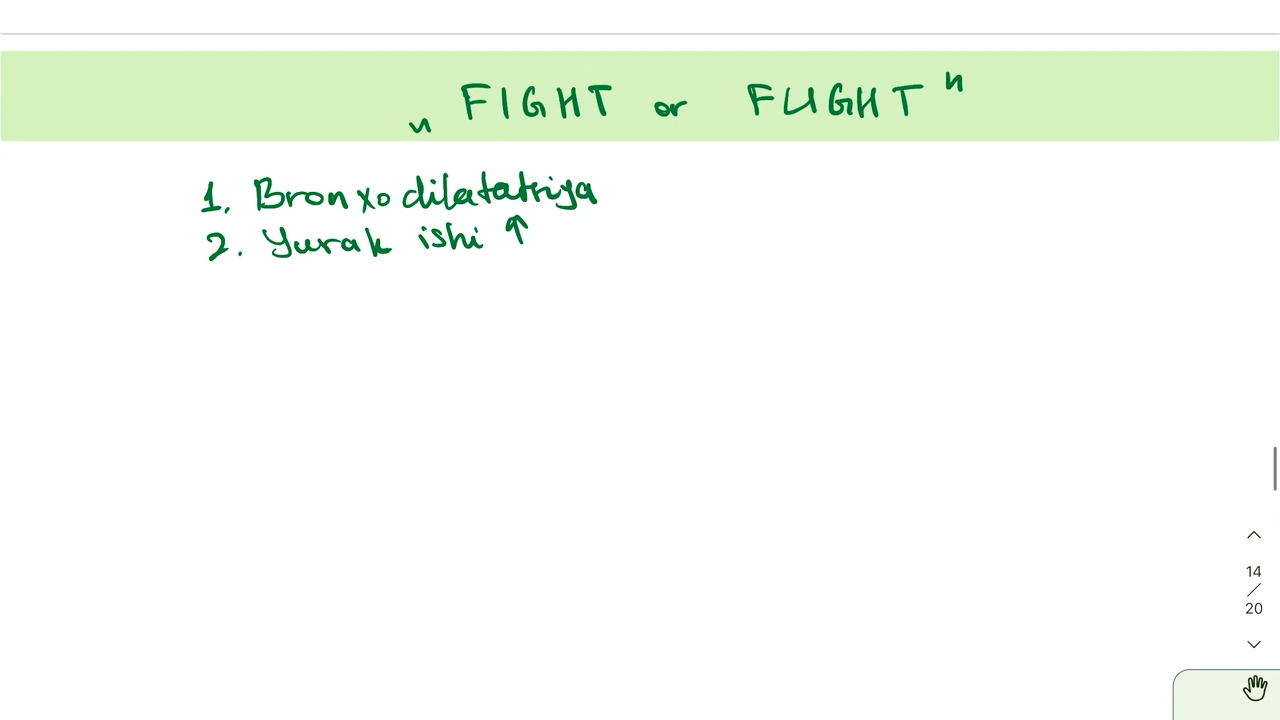 „ FIGHT or FLIGHT "
1. Bronxodilatatsiya
2. Yurak ishi ↑
14
/
20